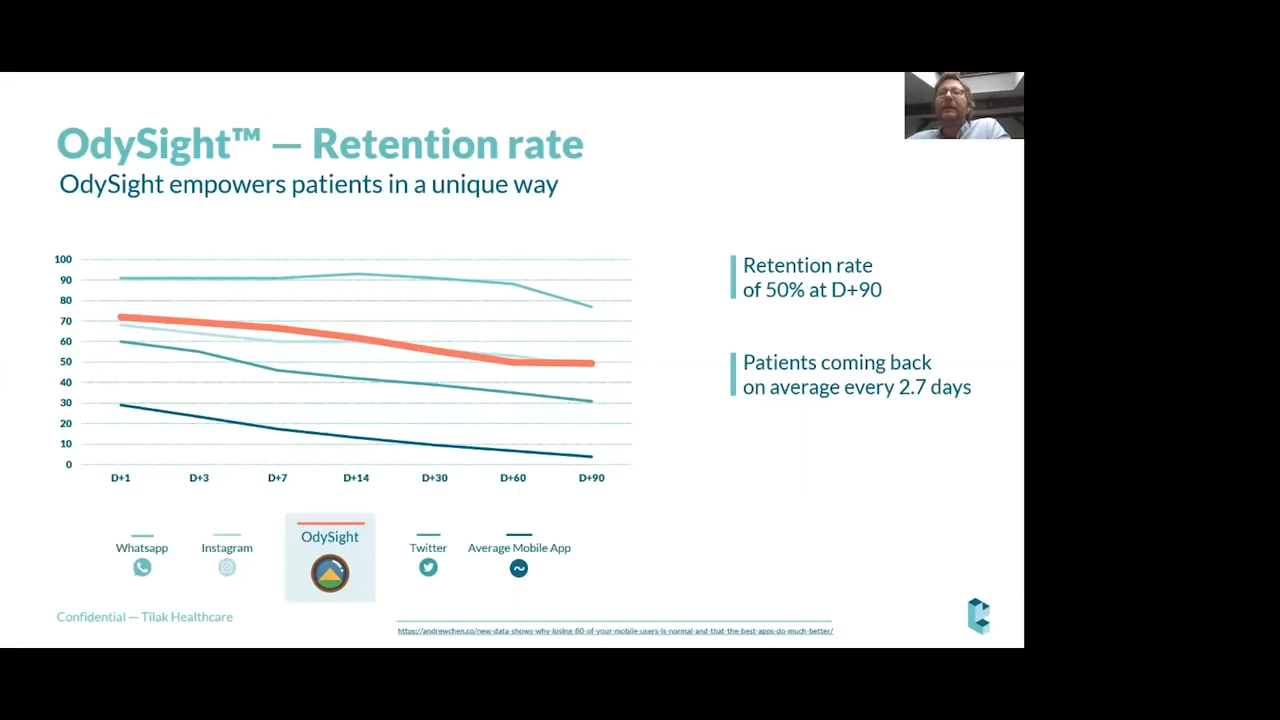 OdySight™ — Retention rate
OdySight empowers patients in a unique way
100
90
80
70
60
50
40
30
20
10
0
D+1 D+3 D+7 D+14 D+30 D+60 D+90
Retention rate
of 50% at D+90
Patients coming back
on average every 2.7 days
Whatsapp Instagram OdySight Twitter Average Mobile App
Confidential — Tilak Healthcare
https://andrewchen.co/new-data-shows-why-losing-80-of-your-mobile-users-is-normal-and-that-the-best-apps-do-much-better/